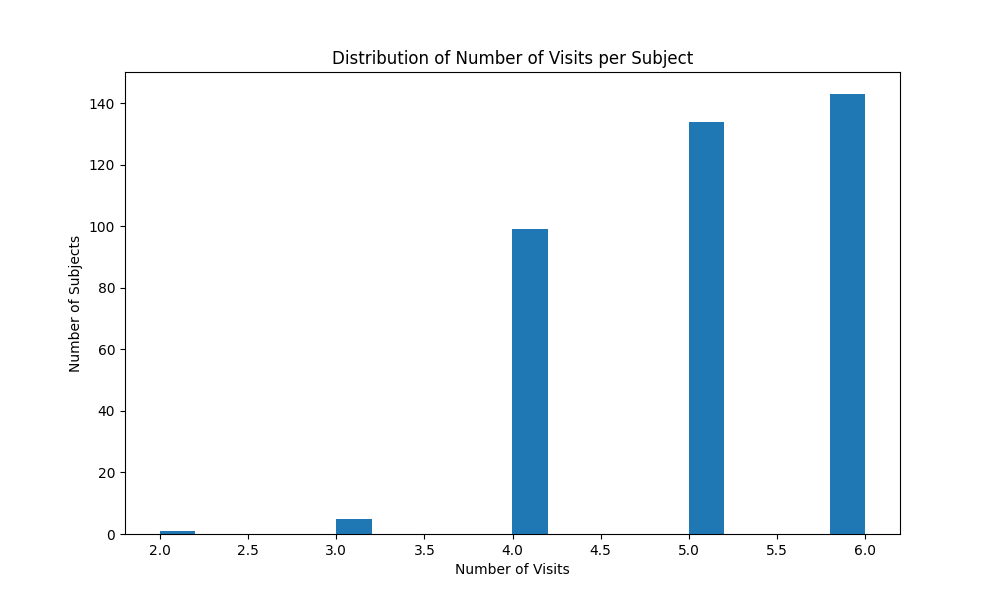 Distribution of Number of Visits per Subject
140
120
100
80
60
40
20
0
Number of Subjects
2.0 2.5 3.0 3.5 4.0 4.5 5.0 5.5 6.0
Number of Visits